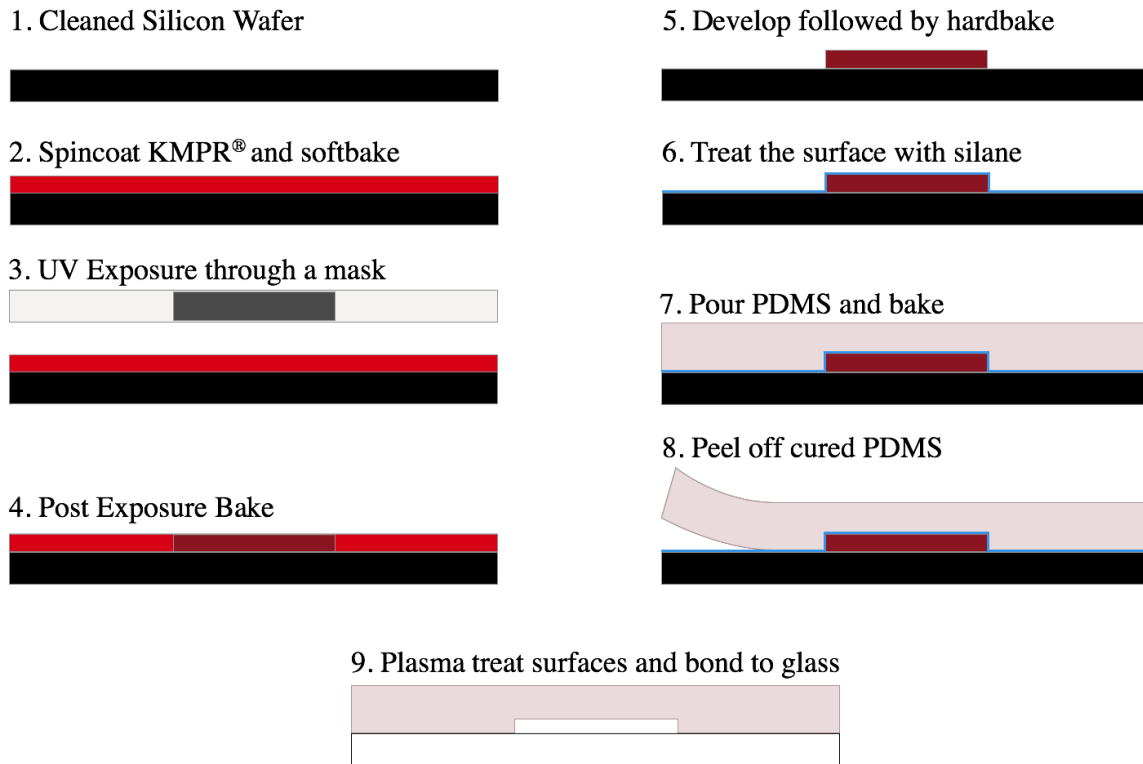 1. Cleaned Silicon Wafer
2. Spincoat KMPR® and softbake
3. UV Exposure through a mask
4. Post Exposure Bake
5. Develop followed by hardbake
6. Treat the surface with silane
7. Pour PDMS and bake
8. Peel off cured PDMS
9. Plasma treat surfaces and bond to glass